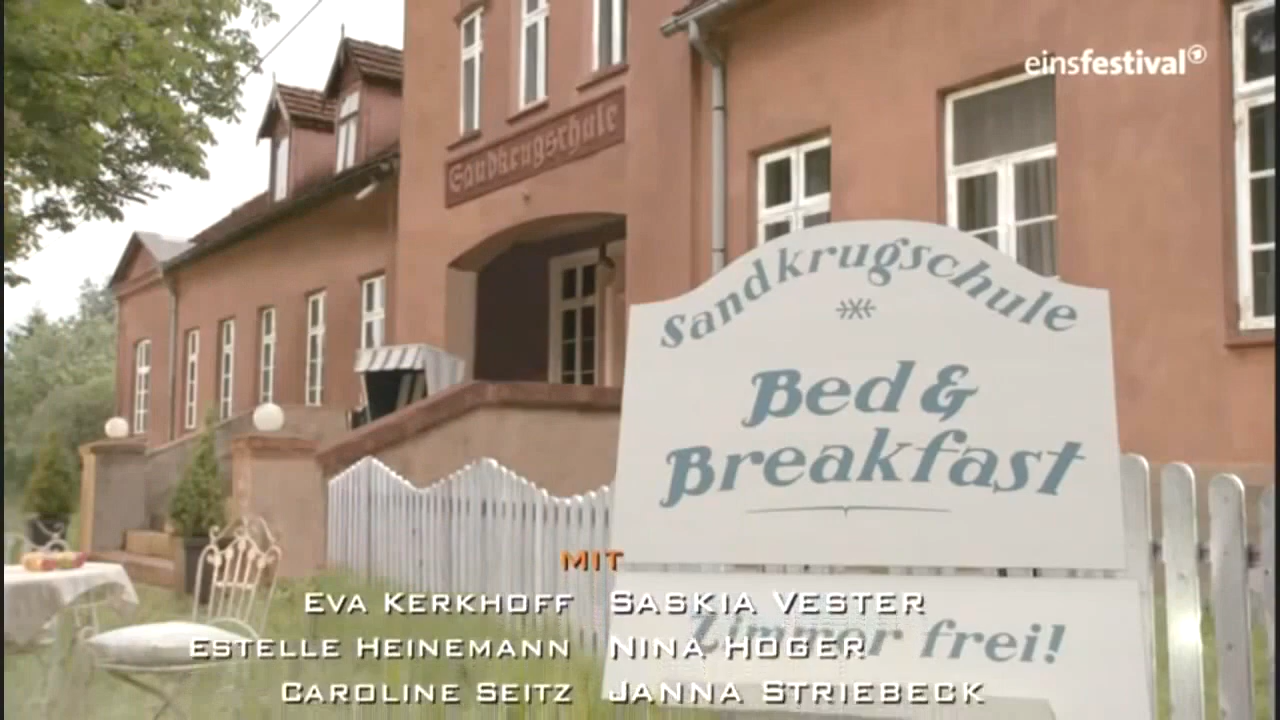 einsfestival
Sandkrugschule
Sandkrugschule
Bed &
Breakfast
Zimmer frei!
MIT
EVA KERKHOFF SASKIA VESTER
ESTELLE HEINEMANN NINA HOGER
CAROLINE SEITZ JANNA STRIEBECK